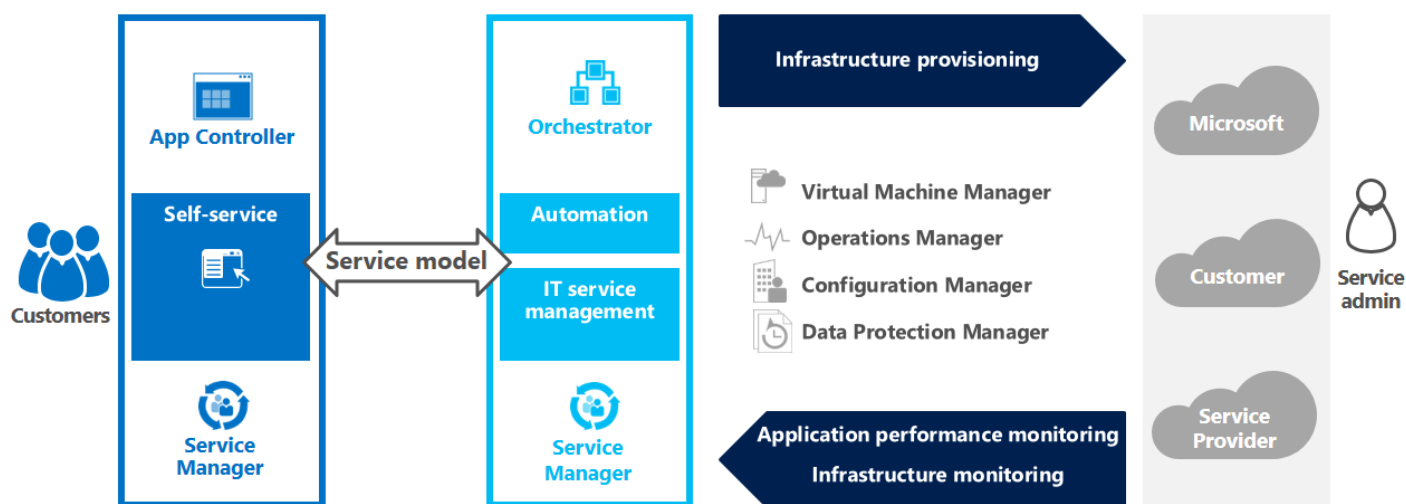 Customers
App Controller
Self-service
Service
Manager
Service model
Orchestrator
Automation
IT service
management
Service
Manager
Infrastructure provisioning
Virtual Machine Manager
Operations Manager
Configuration Manager
Data Protection Manager
Application performance monitoring
Infrastructure monitoring
Microsoft
Customer
Service
Provider
Service
admin